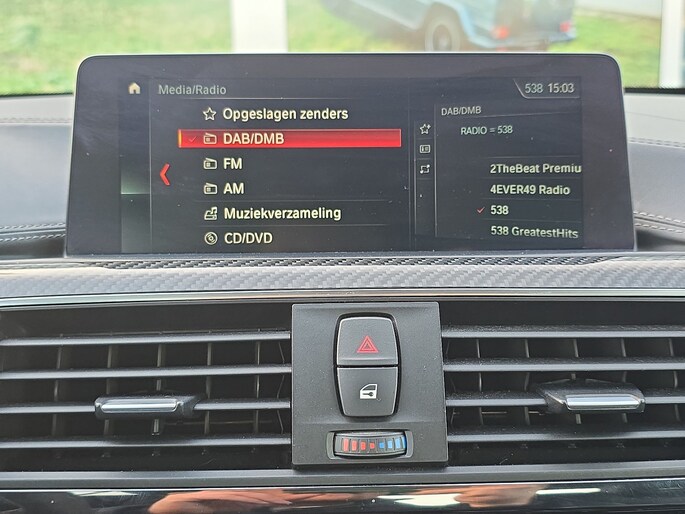 Media/Radio
538 15:03
Opgeslagen zenders
DAB/DMB
FM
AM
Muziekverzameling
CD/DVD
DAB/DMB
RADIO = 538
2TheBeat Premiu
4EVER49 Radio
538
538 GreatestHits